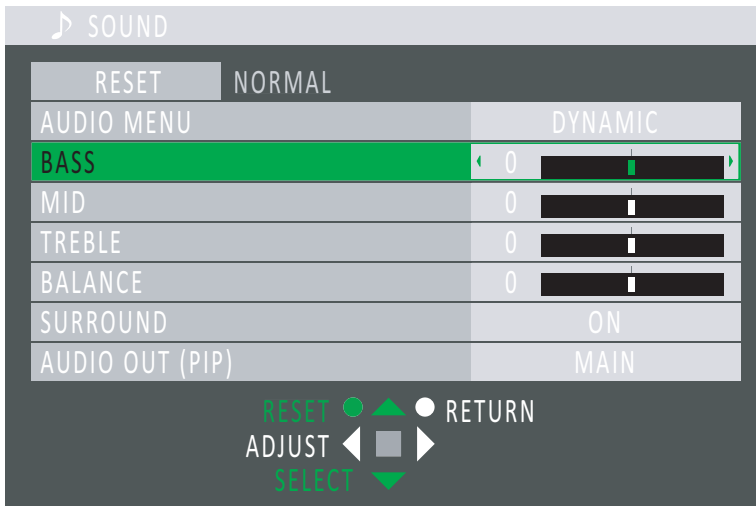 SOUND
RESET NORMAL
AUDIO MENU DYNAMIC
BASS 0
MID 0
TREBLE 0
BALANCE 0
SURROUND ON
AUDIO OUT (PIP) MAIN
RESET RETURN
ADJUST
SELECT